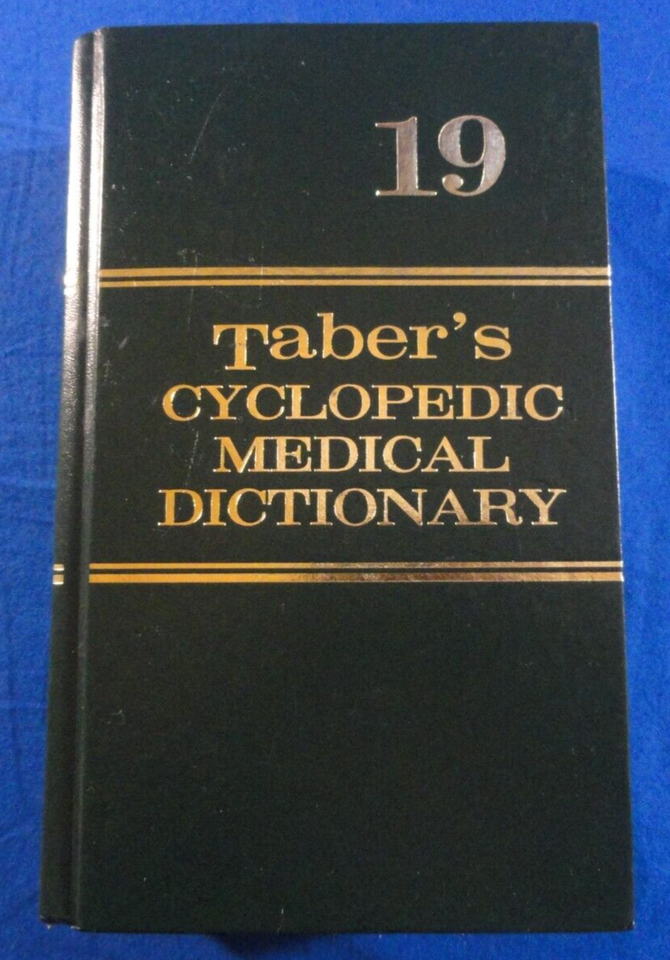 19
Taber's
CYCLOPEDIC
MEDICAL
DICTIONARY